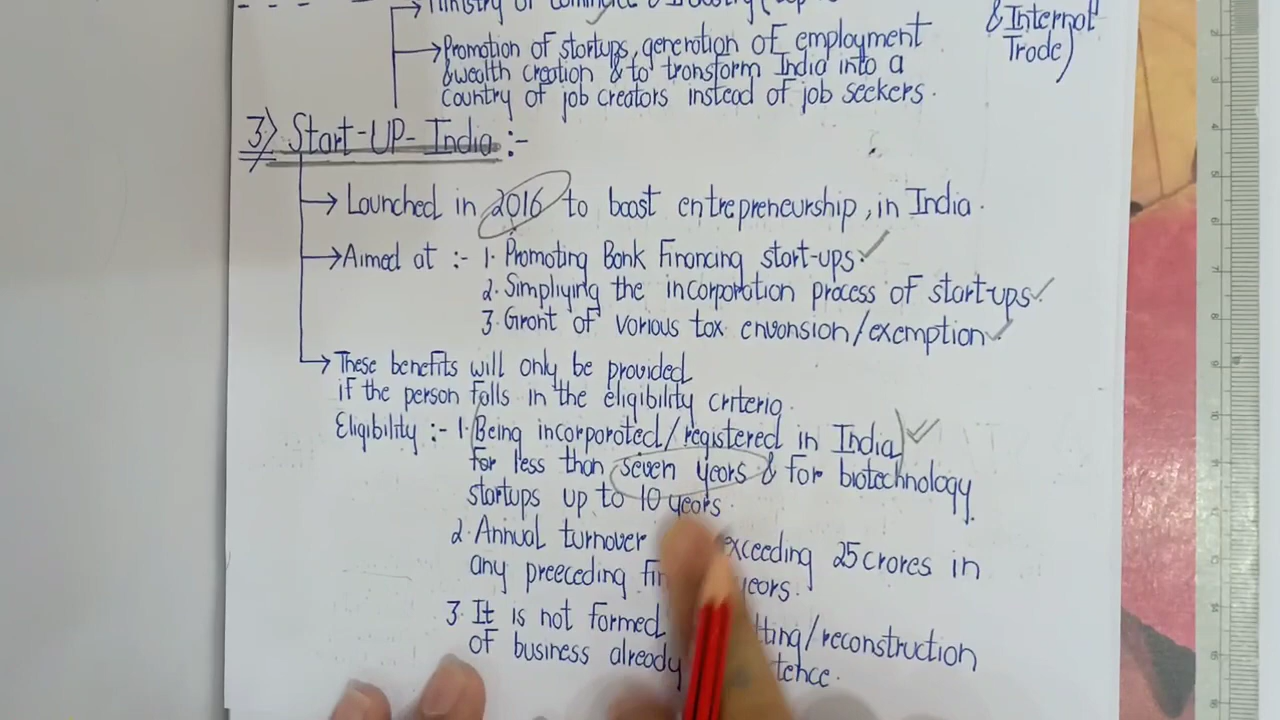 Promotion of startups, generation of employment
& wealth creation & to transform India into a
country of job creators instead of job seekers.
& Internat
Trade)
3) Start-UP-India :-
→ Launched in 2016 to boost entrepreneurship, in India.
→ Aimed at :- 1. Promoting Bank Financing start-ups.
2. Simpliying the incorporation process of start-ups
3. Grant of various tax envansion/exemption
→ These benefits will only be provided
if the person falls in the eligibility criteria.
Eligibility :- 1. Being incorporated/registered in India
for less than seven years & for biotechnology
startups up to 10 years.
2. Annual turnover exceeding 25 crores in
any preeceding years.
3. It is not formed /reconstruction
of business already